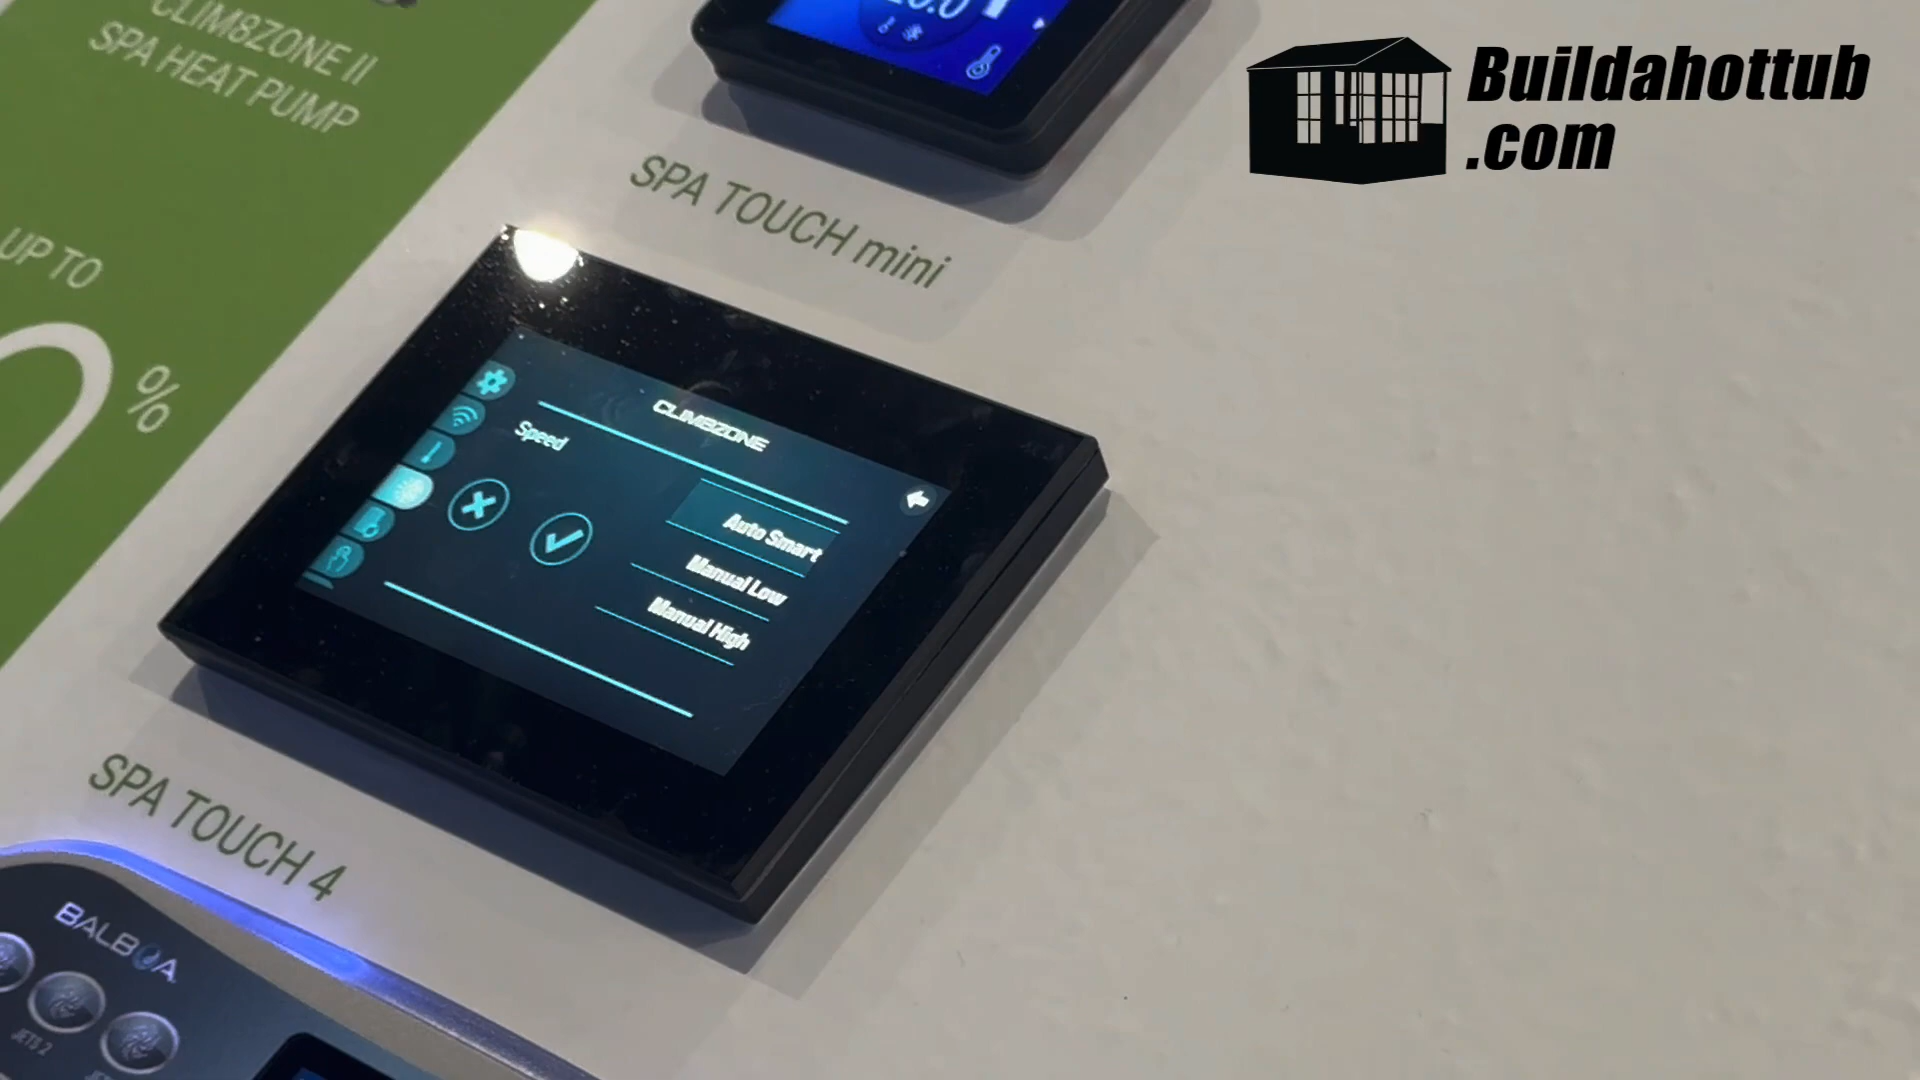 CLIM8ZONE II
SPA HEAT PUMP
UP TO
0%
Buildahottub
.com
SPA TOUCH mini
CLIM8ZONE
Speed
Auto Smart
Manual Low
Manual High
SPA TOUCH 4
BALBOA
JETS 2